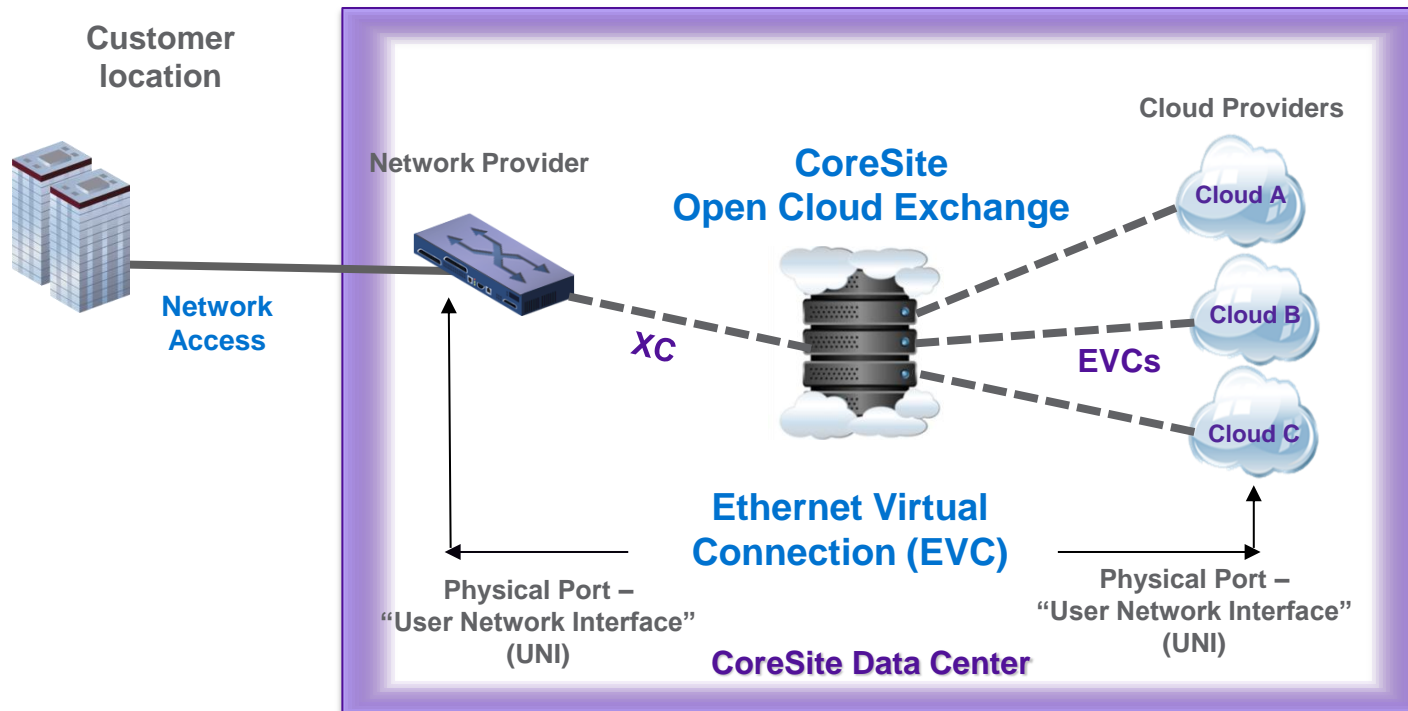 Customer
location
Network
Access
Network Provider
XC
CoreSite
Open Cloud Exchange
Cloud Providers
Cloud A
Cloud B
EVCs
Cloud C
Ethernet Virtual
Connection (EVC)
Physical Port –
“User Network Interface”
(UNI)
Physical Port –
“User Network Interface”
(UNI)
CoreSite Data Center